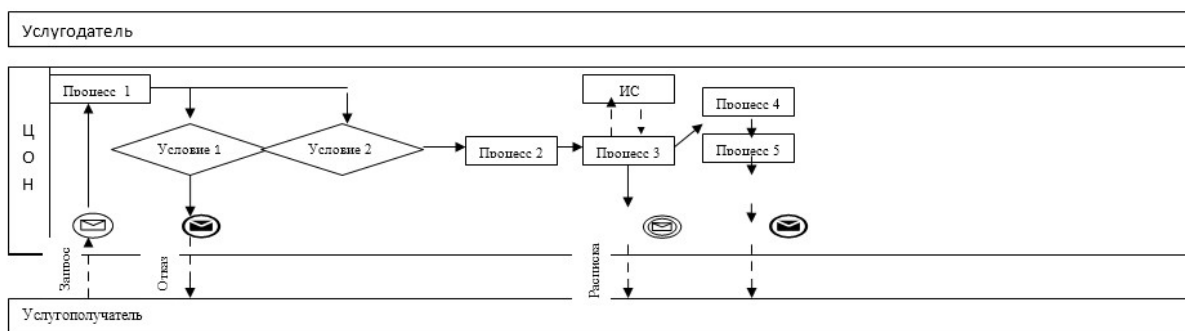 Услугодатель
Процесс 1
ИС
Процесс 4
ЦОН
Условие 1
Условие 2
Процесс 2
Процесс 3
Процесс 5
Запрос
Отказ
Расписка
Услугополучатель